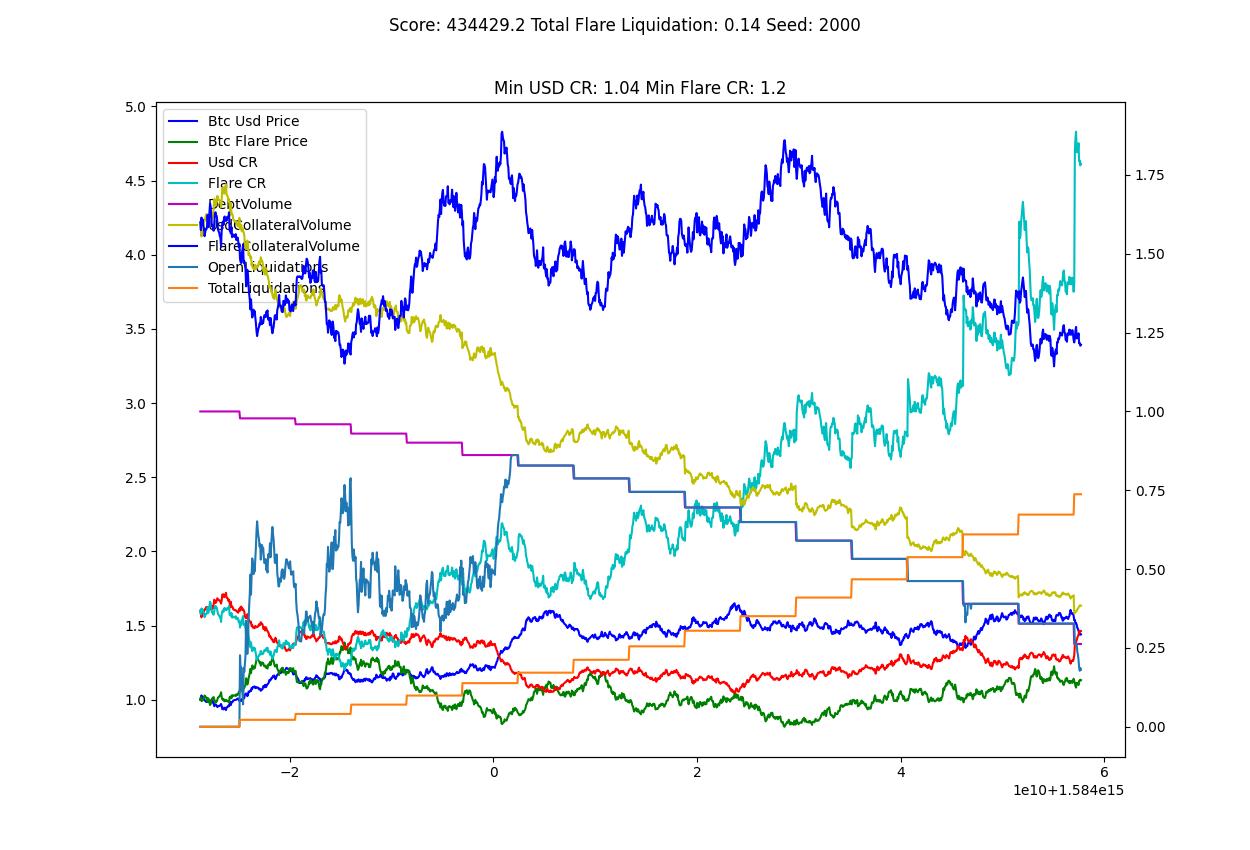 Score: 434429.2 Total Flare Liquidation: 0.14 Seed: 2000
Min USD CR: 1.04 Min Flare CR: 1.2
Btc Usd Price
Btc Flare Price
Usd CR
Flare CR
DebtVolume
UsdCollateralVolume
FlareCollateralVolume
OpenLiquidations
TotalLiquidations
5.0
4.5
4.0
3.5
3.0
2.5
2.0
1.5
1.0
1.75
1.50
1.25
1.00
0.75
0.50
0.25
0.00
−2
0
2
4
6
1e10+1.584e15